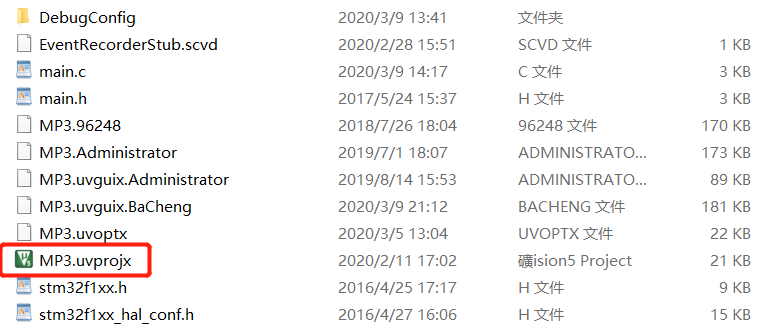 DebugConfig 2020/3/9 13:41 文件夹
EventRecorderStub.scvd 2020/2/28 15:51 SCVD 文件 1 KB
main.c 2020/3/9 14:17 C 文件 3 KB
main.h 2017/5/24 15:37 H 文件 3 KB
MP3.96248 2018/7/26 18:04 96248 文件 170 KB
MP3.Administrator 2019/7/1 18:07 ADMINISTRATO... 173 KB
MP3.uvguix.Administrator 2019/8/14 15:53 ADMINISTRATO... 89 KB
MP3.uvguix.BaCheng 2020/3/9 21:12 BACHENG 文件 181 KB
MP3.uvoptx 2020/3/5 13:04 UVOPTX 文件 22 KB
MP3.uvprojx 2020/2/11 17:02 礦ision5 Project 21 KB
stm32f1xx.h 2016/4/25 17:17 H 文件 9 KB
stm32f1xx_hal_conf.h 2016/4/27 16:06 H 文件 15 KB